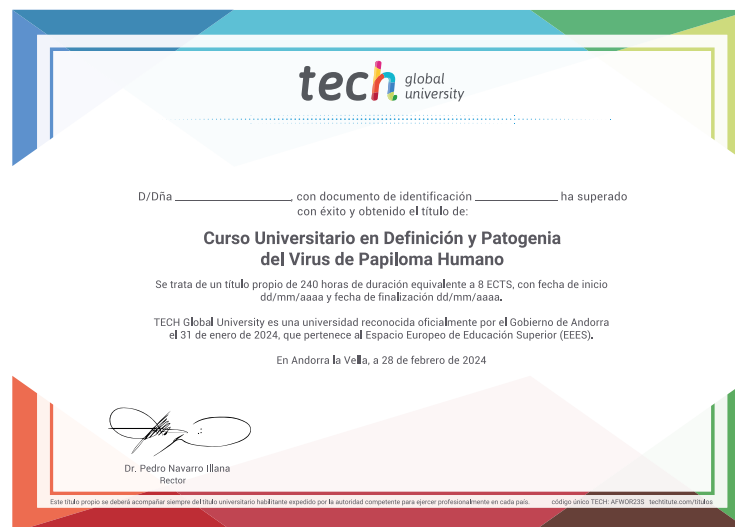 tech global
university
D/Dña ____________, con documento de identificación ____________ ha superado
con éxito y obtenido el título de:
Curso Universitario en Definición y Patogenia
del Virus de Papiloma Humano
Se trata de un título propio de 240 horas de duración equivalente a 8 ECTS, con fecha de inicio
dd/mm/aaaa y fecha de finalización dd/mm/aaaa.
TECH Global University es una universidad reconocida oficialmente por el Gobierno de Andorra
el 31 de enero de 2024, que pertenece al Espacio Europeo de Educación Superior (EEES).
En Andorra la Vella, a 28 de febrero de 2024
Dr. Pedro Navarro Illana
Rector
Este título propio se deberá acompañar siempre del título universitario habilitante expedido por la autoridad competente para ejercer profesionalmente en cada país. código único TECH: AFWOR23S techtitute.com/titulos